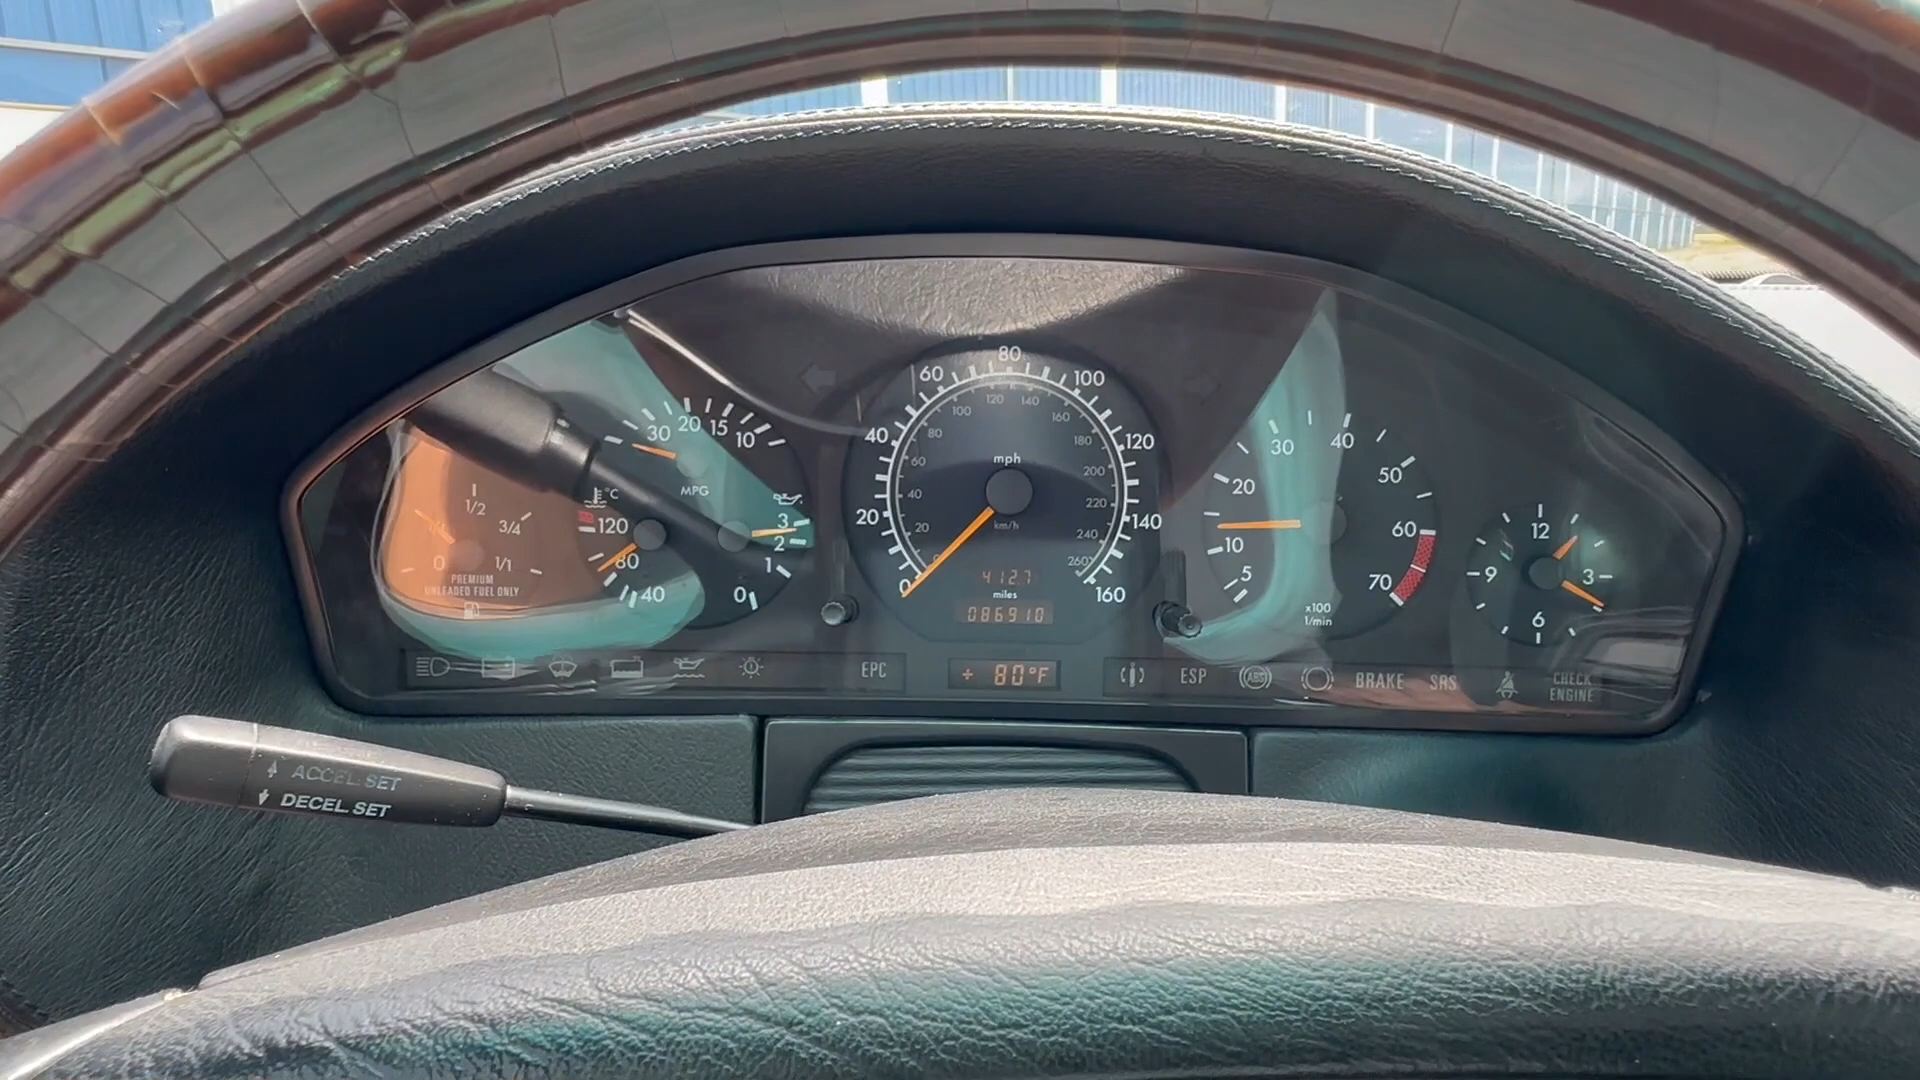 1/2
3/4
0
1/1
PREMIUM
UNLEADED FUEL ONLY
30
20
15
10
MPG
°C
120
80
40
3
2
1
0
0
20
40
60
80
100
120
140
160
mph
20
40
60
80
100
120
140
160
180
200
220
240
260
km/h
412.7
miles
086910
5
10
20
30
40
50
60
70
x100
1/min
12
3
6
9
EPC
÷ 80°F
ESP
ABS
BRAKE
SRS
CHECK
ENGINE
ACCEL. SET
DECEL. SET